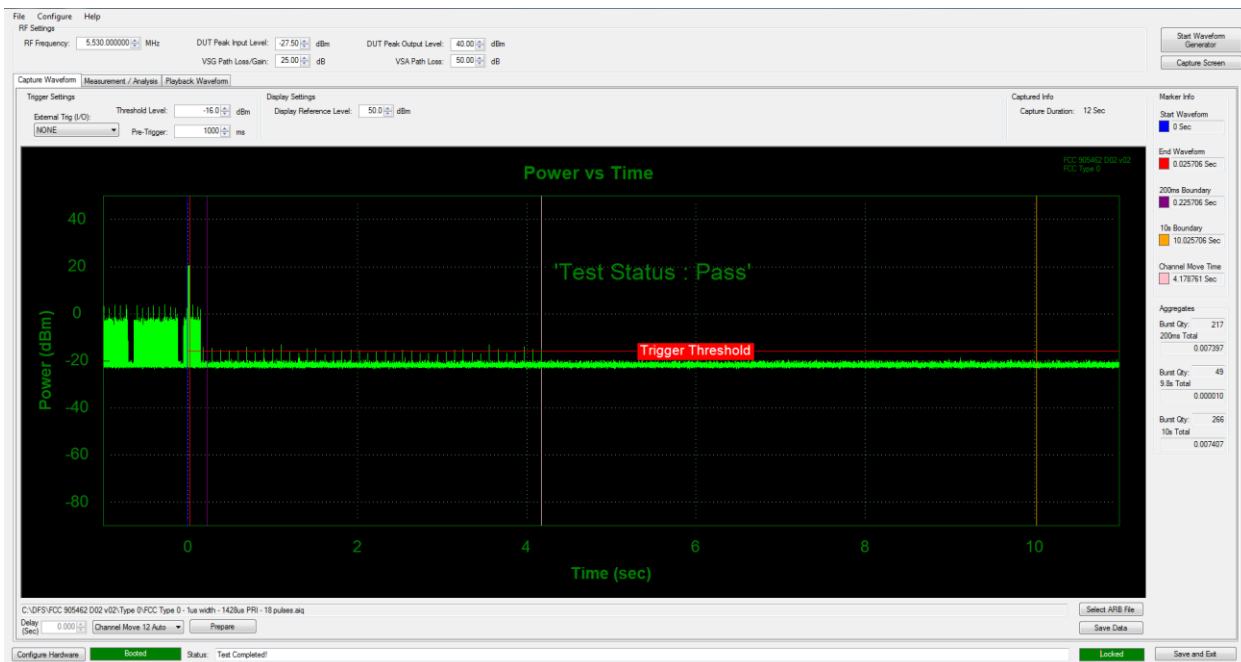 File Configure Help
RF Settings
RF Frequency: 5,530.000000 MHz DUT Peak Input Level: -27.50 dBm DUT Peak Output Level: 40.00 dBm
VSG Path Loss/Gain: 25.00 dB VSA Path Loss: 50.00 dB
Start Waveform Generator
Capture Screen
Capture Waveform Measurement / Analysis Playback Waveform
Trigger Settings
External Trig (I/O):
NONE
Threshold Level: -16.0 dBm
Pre-Trigger: 1000 ms
Display Settings
Display Reference Level: 50.0 dBm
Captured Info
Capture Duration: 12 Sec
Power vs Time
FCC 905462 D02 v02
FCC Type 0
'Test Status : Pass'
Trigger Threshold
Power (dBm)
40
20
0
-20
-40
-60
-80
0 2 4 6 8 10
Time (sec)
Marker Info
Start Waveform
0 Sec
End Waveform
0.025706 Sec
200ms Boundary
0.225706 Sec
10s Boundary
10.025706 Sec
Channel Move Time
4.178761 Sec
Aggregates
Burst Qty: 217
200ms Total
0.007397
Burst Qty: 49
9.8s Total
0.000010
Burst Qty: 266
10s Total
0.007407
C:\DFS\FCC 905462 D02 v02\Type 0\FCC Type 0 - 1us width - 1428us PRI - 18 pulses.aiq
Select ARB File
Delay (Sec) 0.000 Channel Move 12 Auto Prepare
Save Data
Configure Hardware Booted Status: Test Completed! Locked Save and Exit